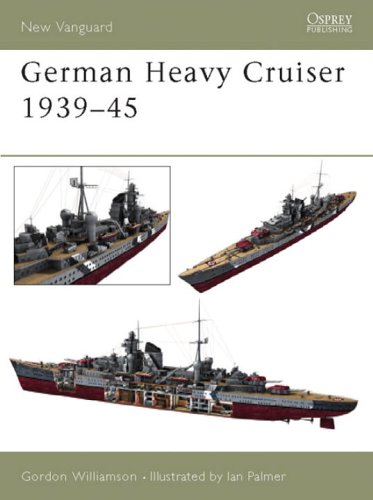 New Vanguard
OSPREY
PUBLISHING
German Heavy Cruiser
1939–45
Gordon Williamson · Illustrated by Ian Palmer